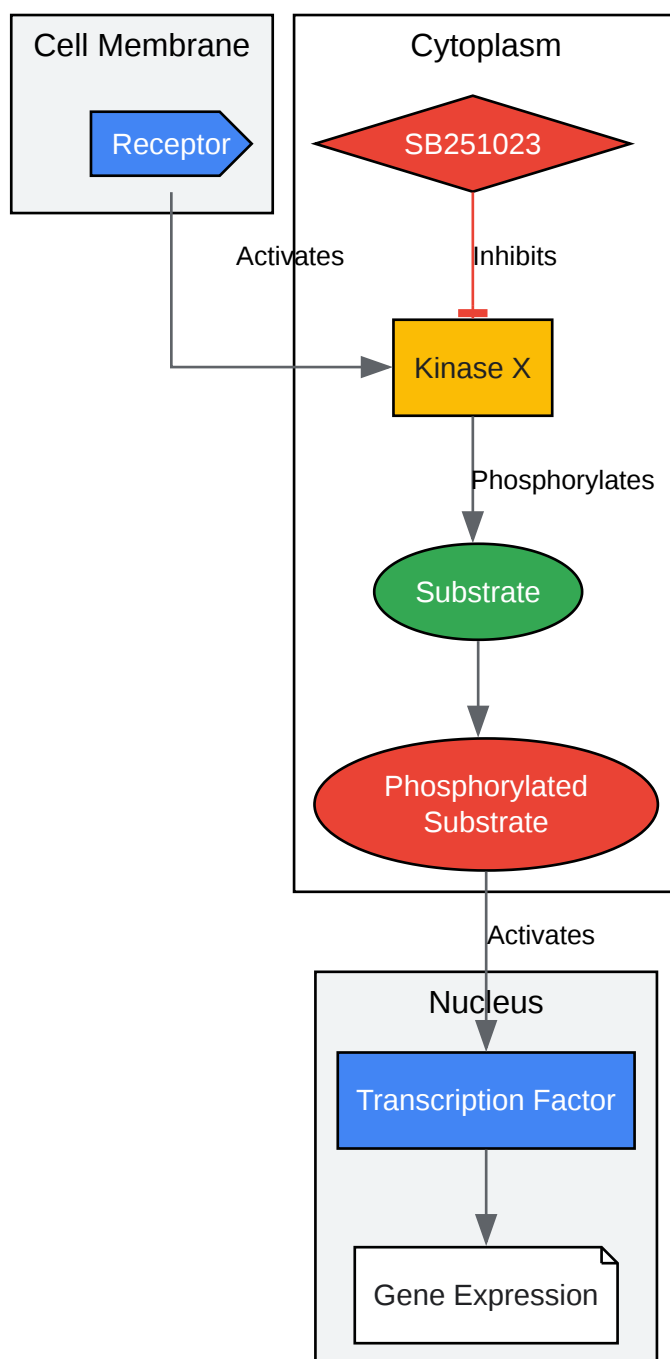 Cell Membrane
Receptor
Activates
Cytoplasm
SB251023
Inhibits
Kinase X
Phosphorylates
Substrate
Phosphorylated
Substrate
Activates
Nucleus
Transcription Factor
Gene Expression